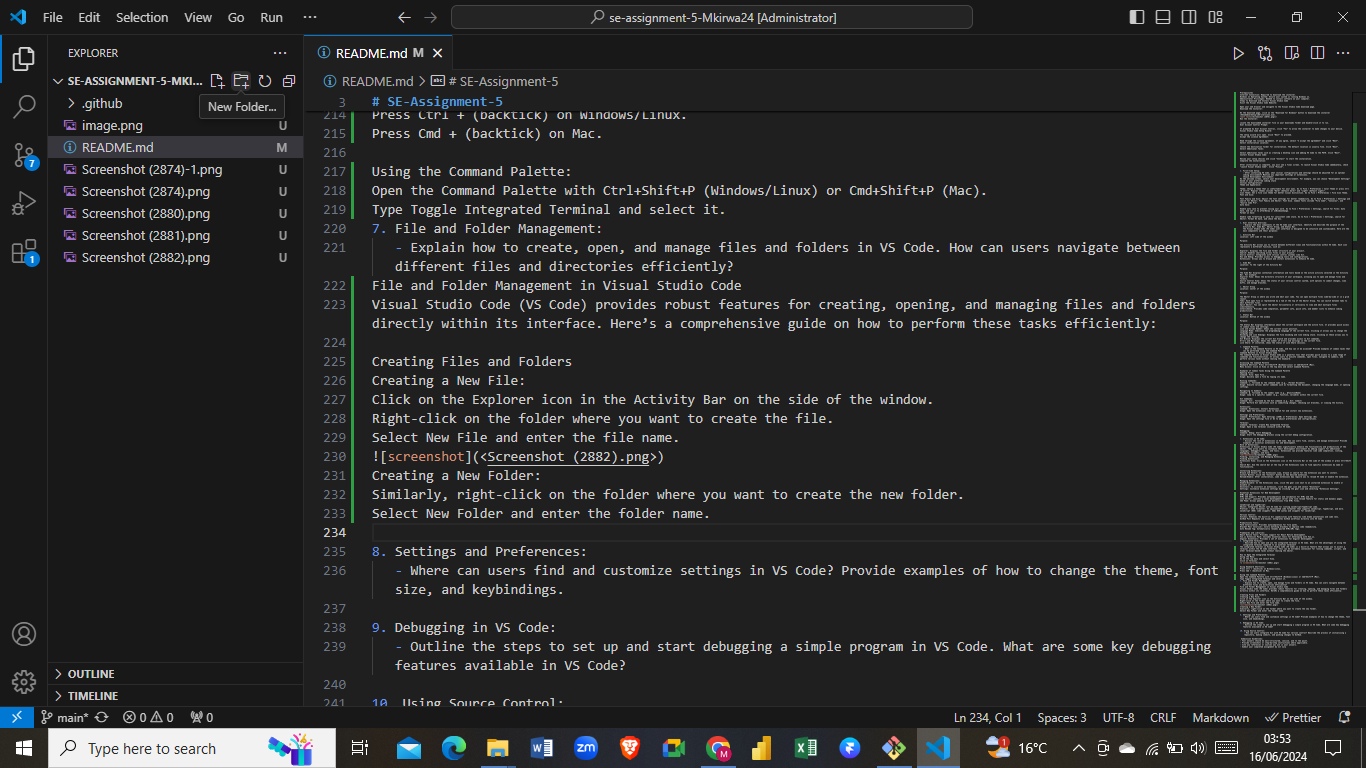 File Edit Selection View Go Run ···
se-assignment-5-Mkirwa24 [Administrator]
EXPLORER
SE-ASSIGNMENT-5-MKI...
New Folder...
.github
image.png U
README.md M
Screenshot (2874)-1.png U
Screenshot (2874).png U
Screenshot (2880).png U
Screenshot (2881).png U
Screenshot (2882).png U
7
1
OUTLINE
TIMELINE
README.md M
README.md > # SE-Assignment-5
3 # SE-Assignment-5
214 Press Ctrl + (backtick) on Windows/Linux.
215 Press Cmd + (backtick) on Mac.
216
217 Using the Command Palette:
218 Open the Command Palette with Ctrl+Shift+P (Windows/Linux) or Cmd+Shift+P (Mac).
219 Type Toggle Integrated Terminal and select it.
220 7. File and Folder Management:
221 - Explain how to create, open, and manage files and folders in VS Code. How can users navigate between
different files and directories efficiently?
222 File and Folder Management in Visual Studio Code
223 Visual Studio Code (VS Code) provides robust features for creating, opening, and managing files and folders
directly within its interface. Here’s a comprehensive guide on how to perform these tasks efficiently:
224
225 Creating Files and Folders
226 Creating a New File:
227 Click on the Explorer icon in the Activity Bar on the side of the window.
228 Right-click on the folder where you want to create the file.
229 Select New File and enter the file name.
230 ![screenshot](<Screenshot (2882).png>)
231 Creating a New Folder:
232 Similarly, right-click on the folder where you want to create the new folder.
233 Select New Folder and enter the folder name.
234
235 8. Settings and Preferences:
236 - Where can users find and customize settings in VS Code? Provide examples of how to change the theme, font
size, and keybindings.
237
238 9. Debugging in VS Code:
239 - Outline the steps to set up and start debugging a simple program in VS Code. What are some key debugging
features available in VS Code?
240
241 10. Using Source Control:
main* 0 0 0
Ln 234, Col 1 Spaces: 3 UTF-8 CRLF Markdown Prettier
Type here to search
16°C
03:53
16/06/2024